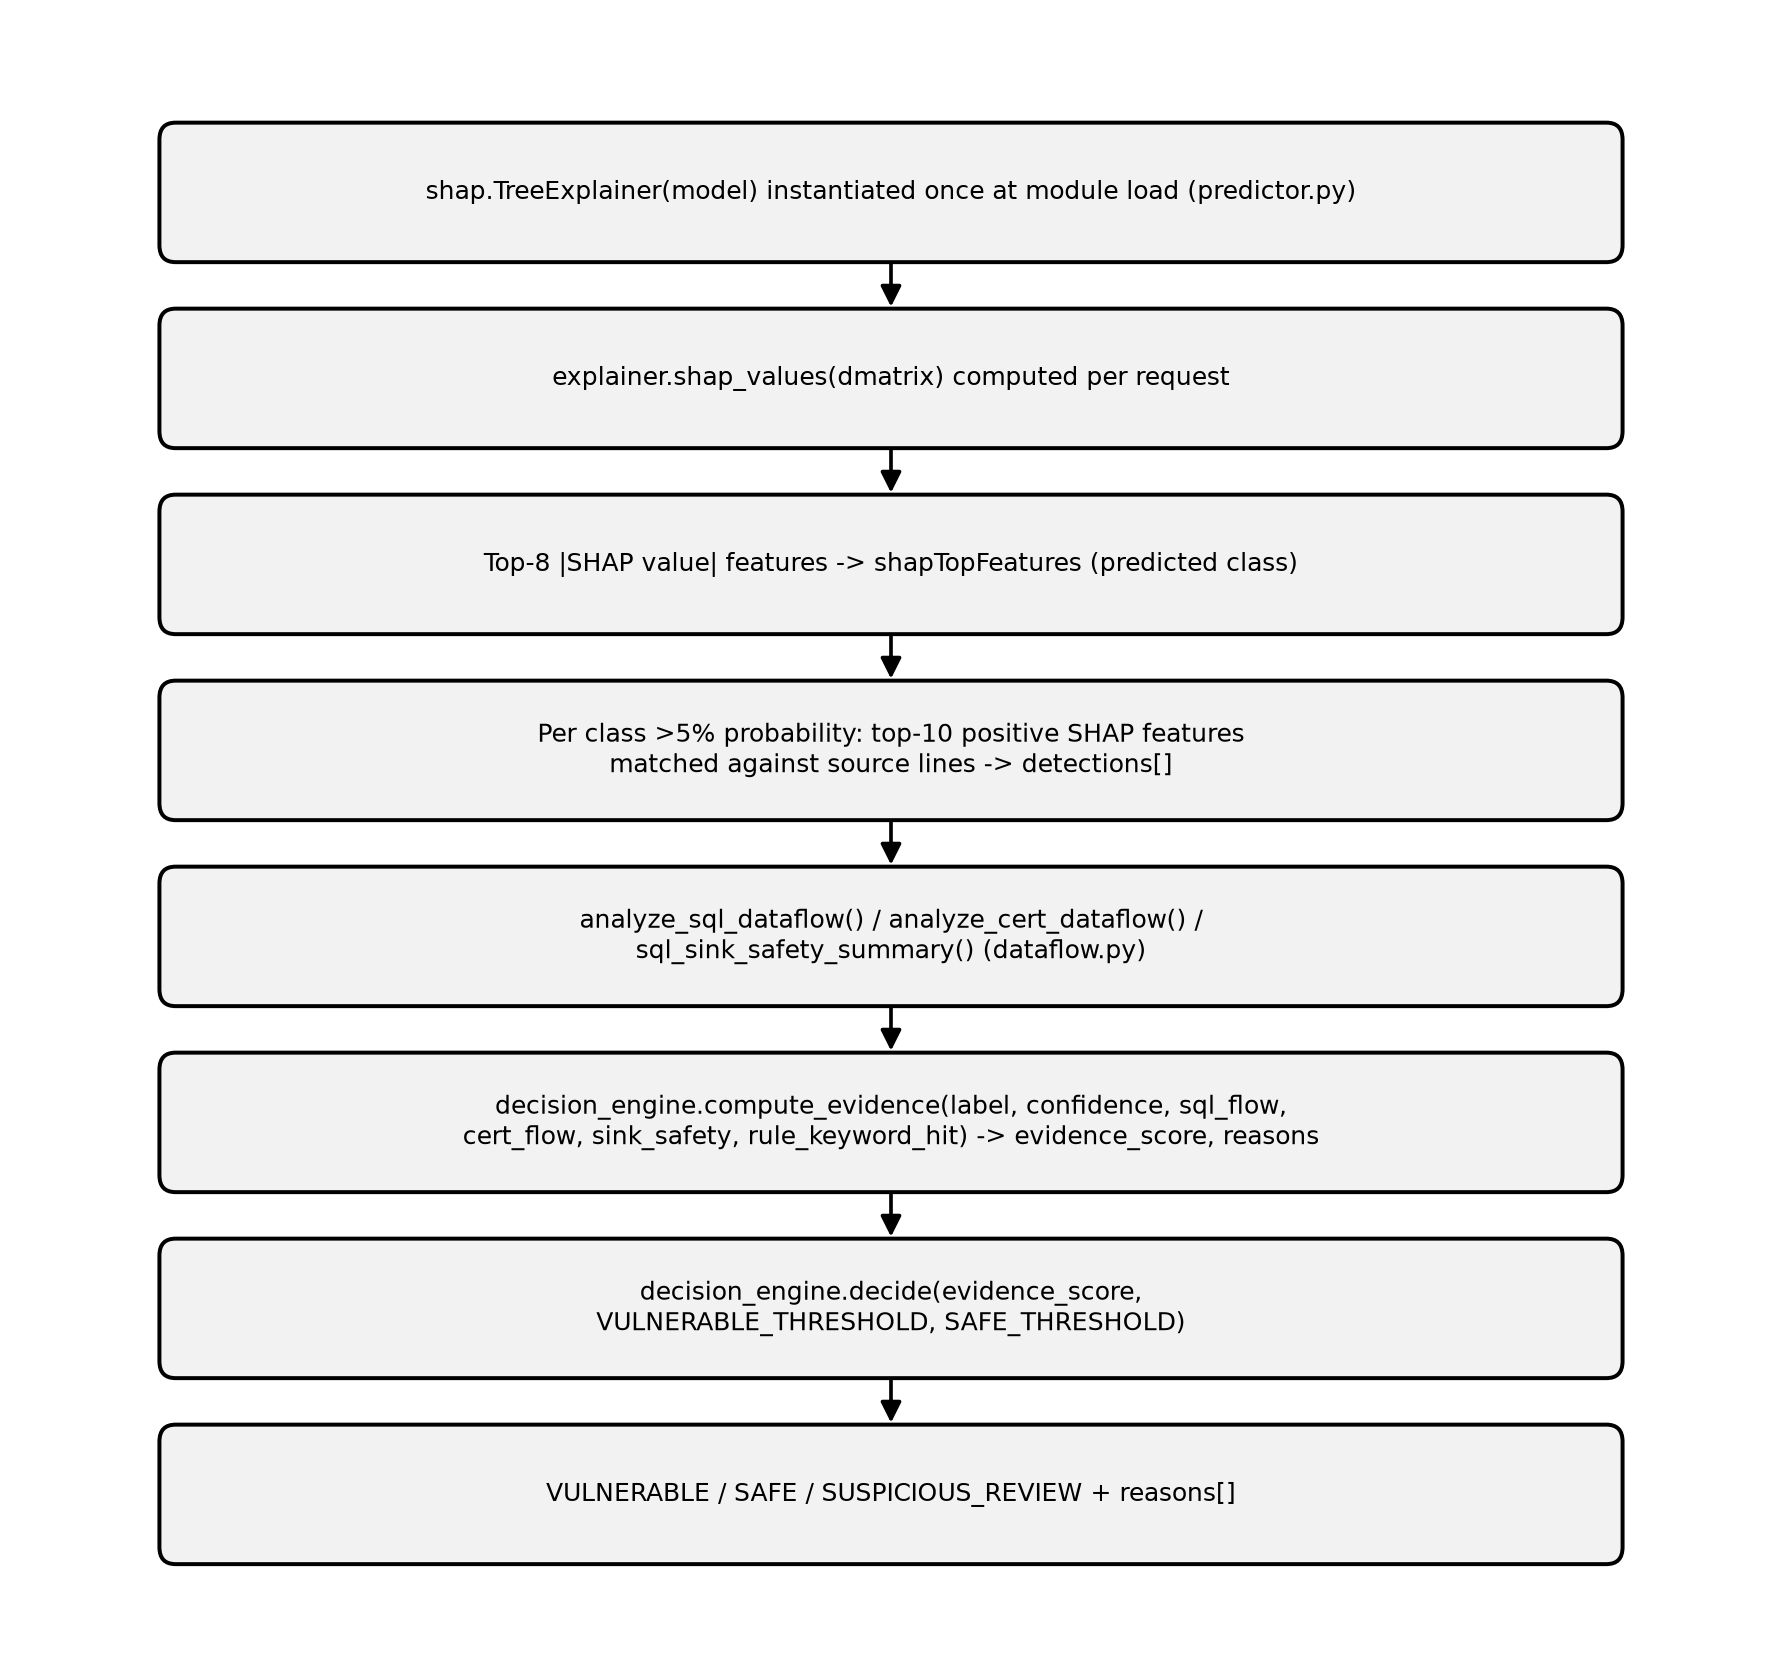 shap.TreeExplainer(model) instantiated once at module load (predictor.py)
explainer.shap_values(dmatrix) computed per request
Top-8 |SHAP value| features -> shapTopFeatures (predicted class)
Per class >5% probability: top-10 positive SHAP features
matched against source lines -> detections[]
analyze_sql_dataflow() / analyze_cert_dataflow() /
sql_sink_safety_summary() (dataflow.py)
decision_engine.compute_evidence(label, confidence, sql_flow,
cert_flow, sink_safety, rule_keyword_hit) -> evidence_score, reasons
decision_engine.decide(evidence_score,
VULNERABLE_THRESHOLD, SAFE_THRESHOLD)
VULNERABLE / SAFE / SUSPICIOUS_REVIEW + reasons[]